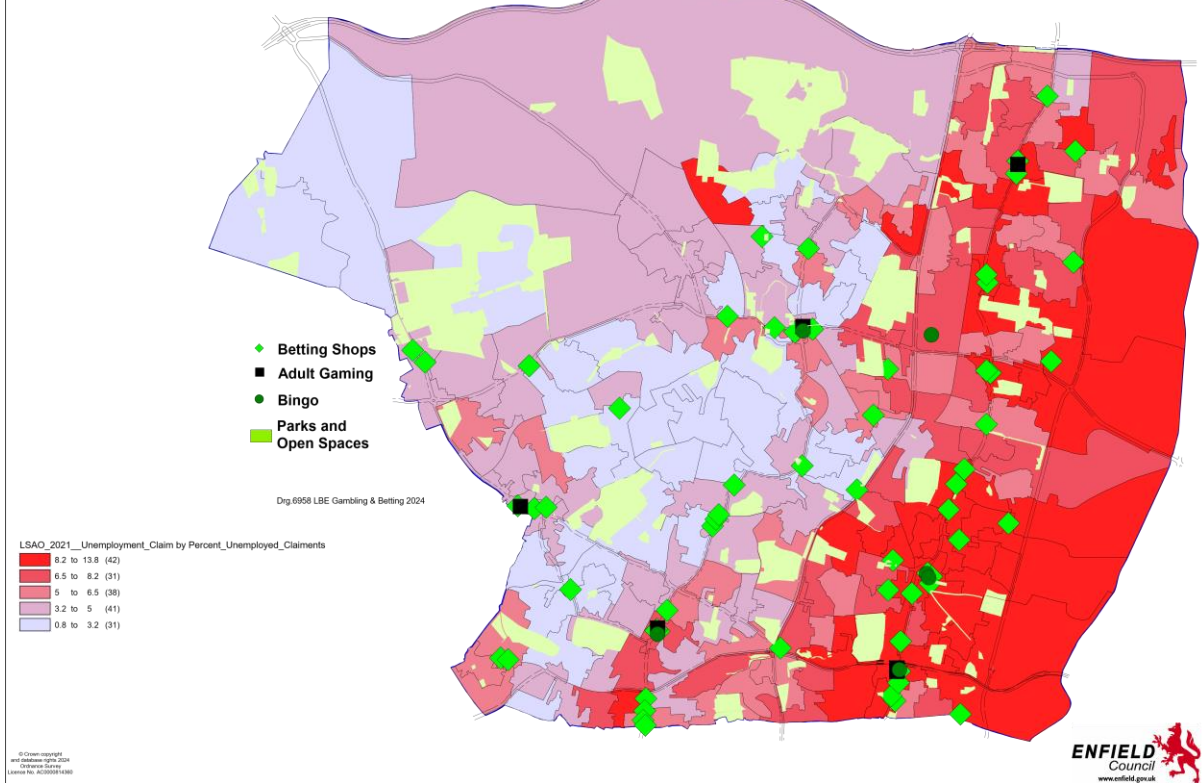 Betting Shops
Adult Gaming
Bingo
Parks and
Open Spaces
Drg.6958 LBE Gambling & Betting 2024
LSAO_2021__Unemployment_Claim by Percent_Unemployed_Claimants
8.2 to 13.8 (42)
6.5 to 8.2 (31)
5 to 6.5 (38)
3.2 to 5 (41)
0.8 to 3.2 (31)
© Crown copyright
and database rights 2024
Ordnance Survey
ENFIELD
Council
www.enfield.gov.uk